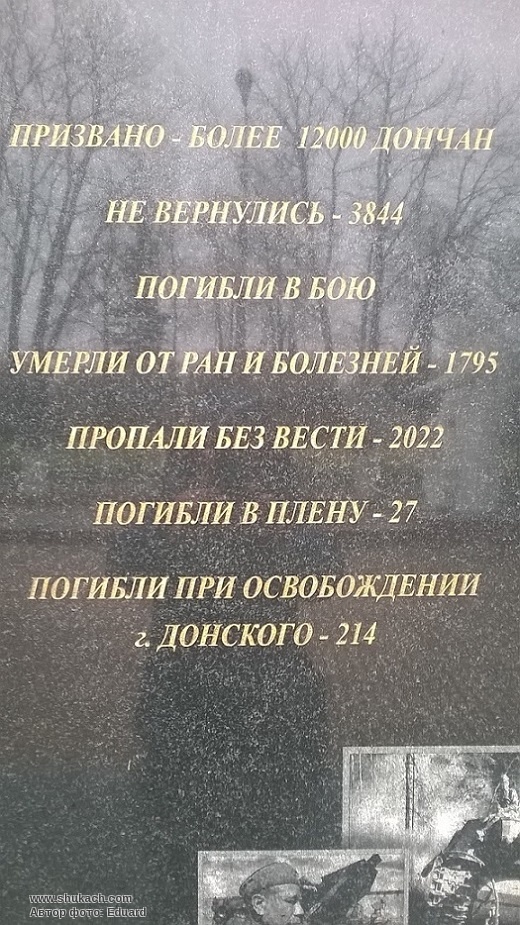 ПРИЗВАНО - БОЛЕЕ 12000 ДОНЧАН
НЕ ВЕРНУЛИСЬ - 3844
ПОГИБЛИ В БОЮ
УМЕРЛИ ОТ РАН И БОЛЕЗНЕЙ - 1795
ПРОПАЛИ БЕЗ ВЕСТИ - 2022
ПОГИБЛИ В ПЛЕНУ - 27
ПОГИБЛИ ПРИ ОСВОБОЖДЕНИИ
г. ДОНСКОГО - 214
www.shukach.com
Автор фото: Eduard